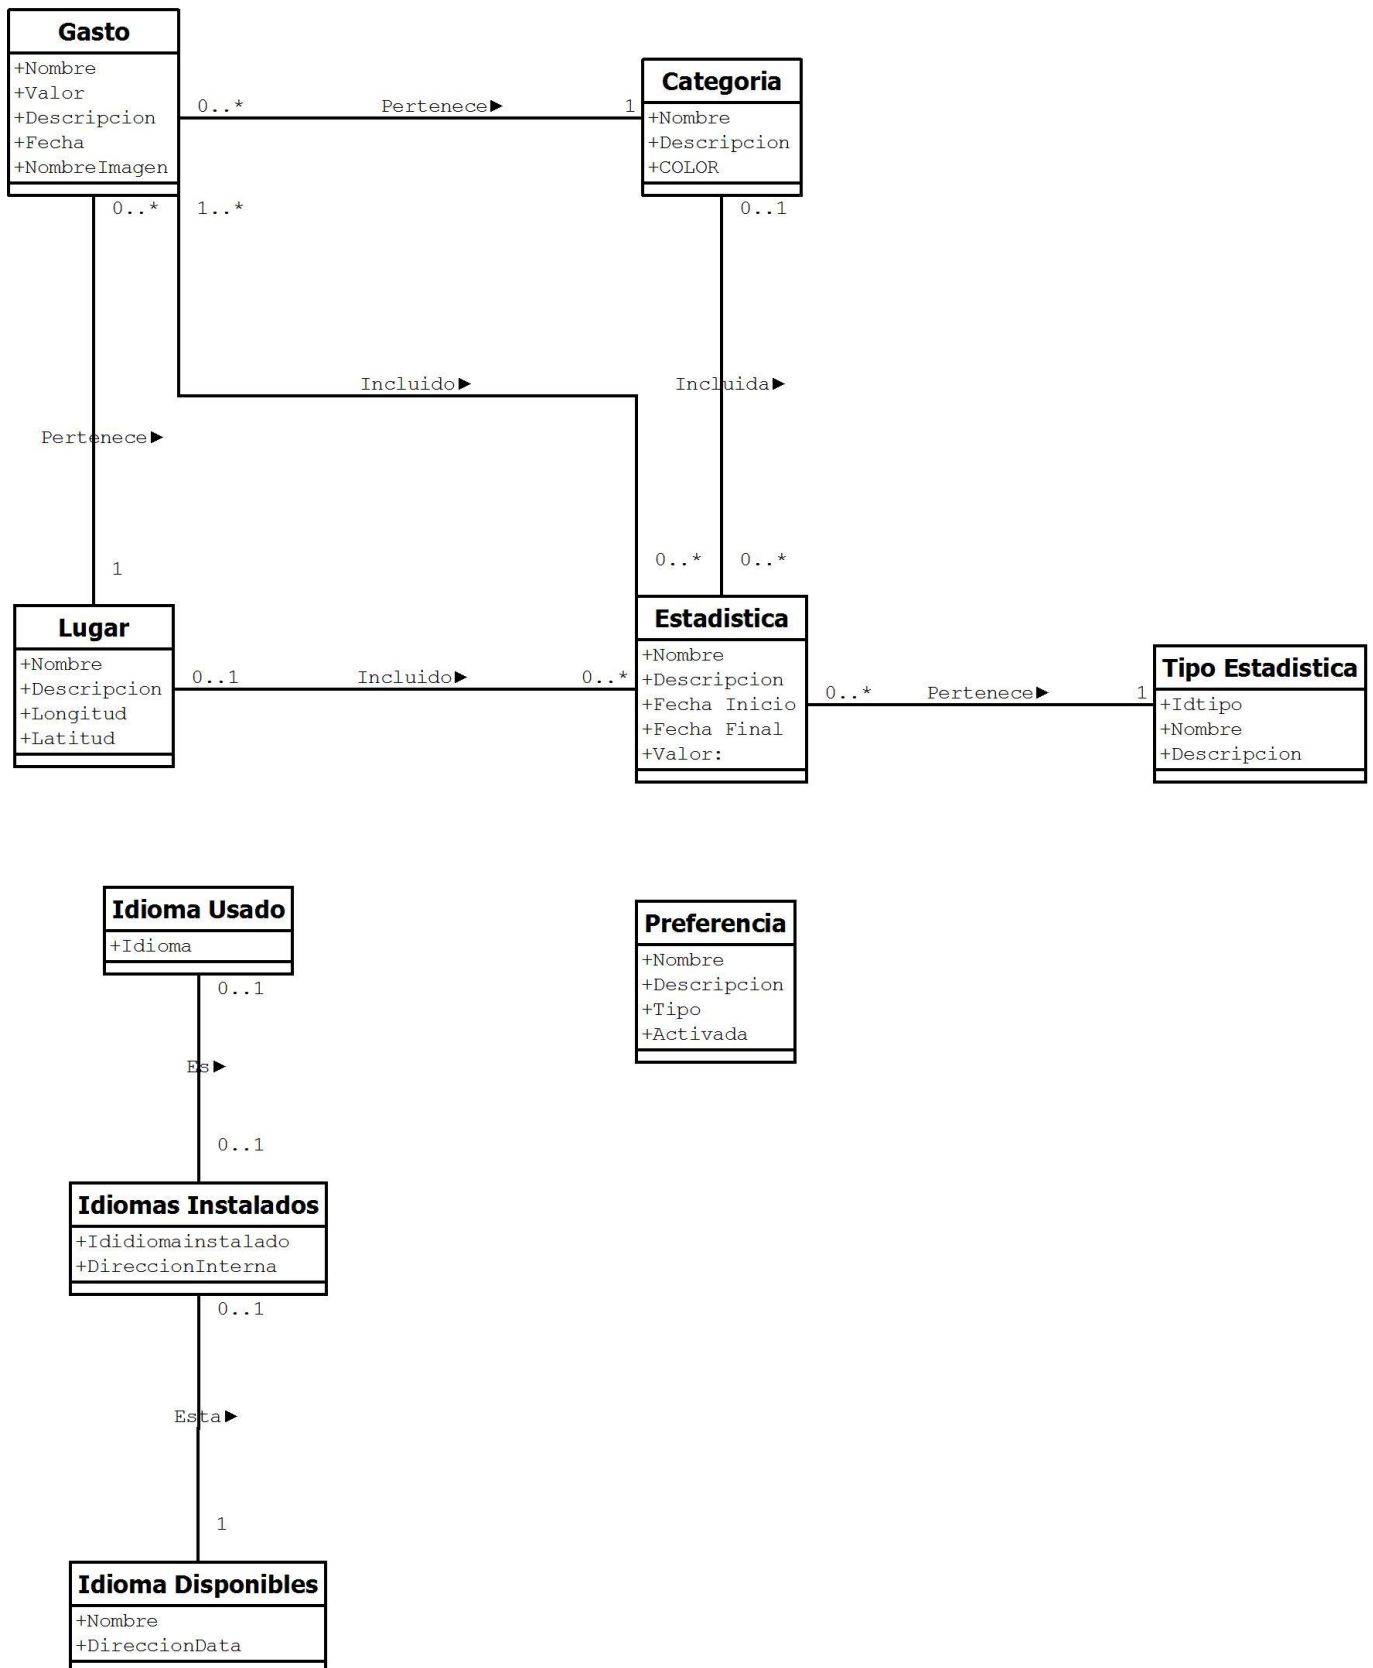 Gasto
+Nombre
+Valor
+Descripcion
+Fecha
+NombreImagen
0..* Pertenece► 1
Categoria
+Nombre
+Descripcion
+COLOR
0..* 1..* 0..1
Incluido► Incluida►
Pertenece►
0..* 0..*
1
Lugar
+Nombre
+Descripcion
+Longitud
+Latitud
0..1 Incluido► 0..*
Estadistica
+Nombre
+Descripcion
+Fecha Inicio
+Fecha Final
+Valor:
0..* Pertenece► 1
Tipo Estadistica
+Idtipo
+Nombre
+Descripcion
Idioma Usado
+Idioma
0..1
Es►
0..1
Preferencia
+Nombre
+Descripcion
+Tipo
+Activada
Idiomas Instalados
+Ididiomainstalado
+DireccionInterna
0..1
Esta►
1
Idioma Disponibles
+Nombre
+DireccionData